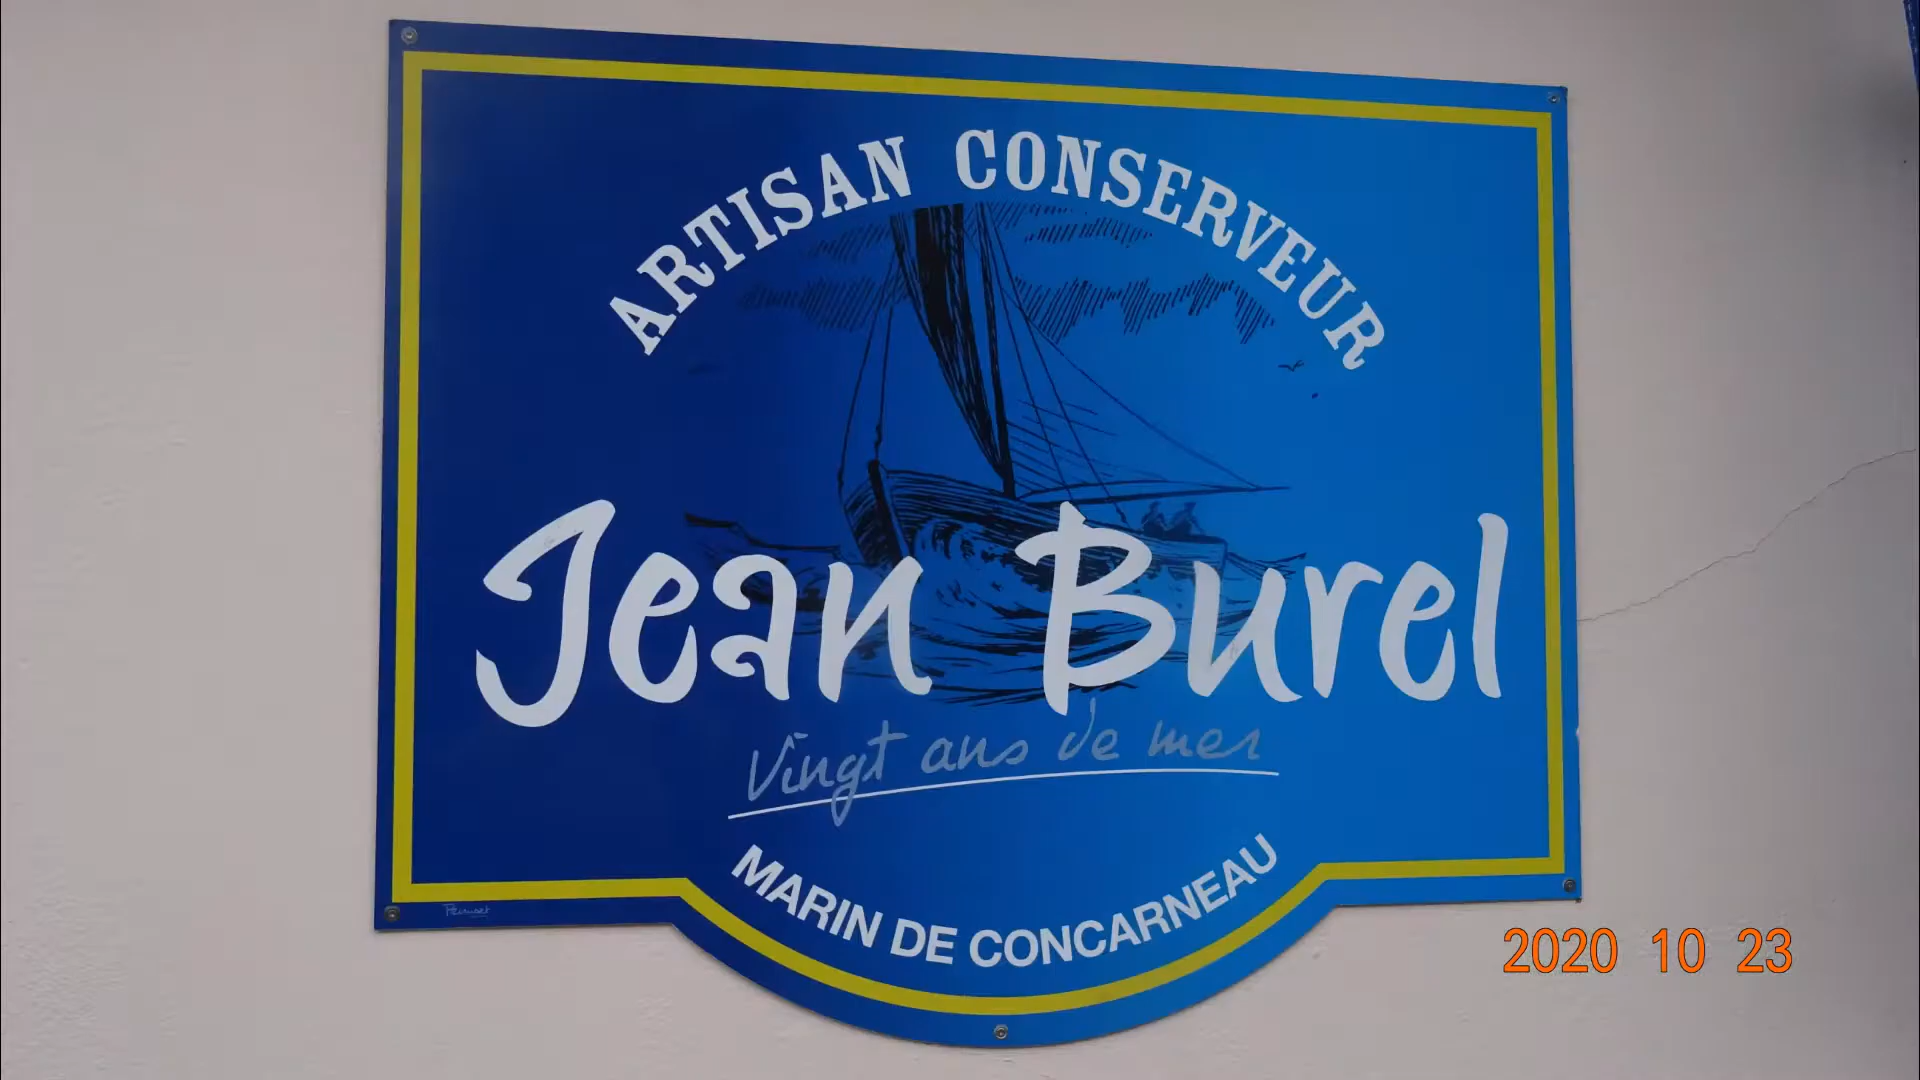 ARTISAN CONSERVEUR
Jean Burel
Vingt ans de mer
MARIN DE CONCARNEAU
2020 10 23